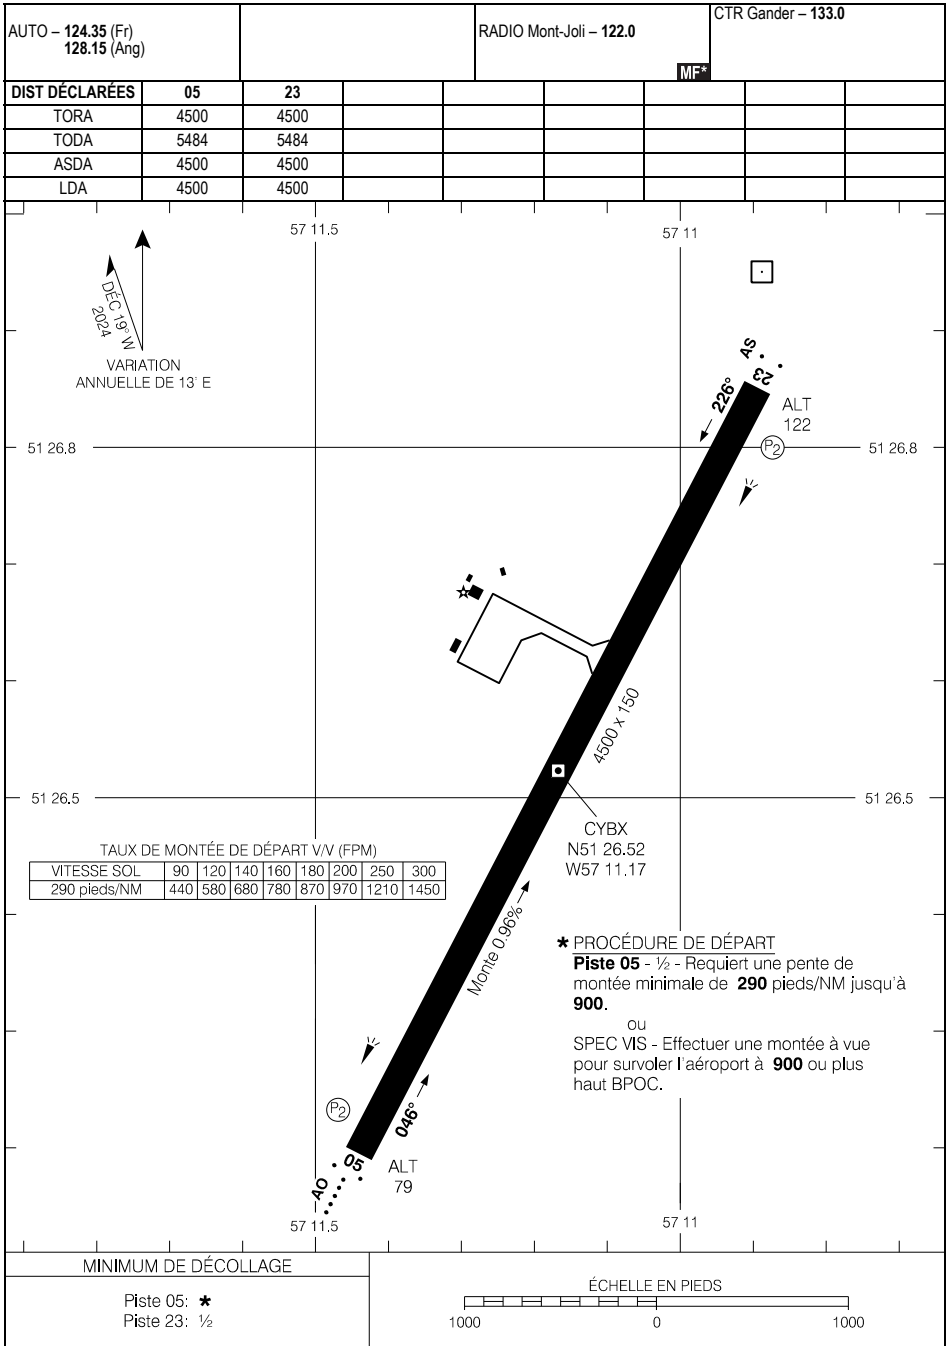 AUTO – 124.35 (Fr)
128.15 (Ang)
RADIO Mont-Joli – 122.0
MF*
CTR Gander – 133.0
DIST DÉCLARÉES 05 23
TORA 4500 4500
TODA 5484 5484
ASDA 4500 4500
LDA 4500 4500
57 11.5
57 11
DÉC 19° W
2024
VARIATION
ANNUELLE DE 13' E
AS
23
226°
ALT
122
51 26.8
51 26.8
P2
4500 x 150
51 26.5
51 26.5
CYBX
N51 26.52
W57 11.17
TAUX DE MONTÉE DE DÉPART V/V (FPM)
VITESSE SOL 90 120 140 160 180 200 250 300
290 pieds/NM 440 580 680 780 870 970 1210 1450
Monte 0.96%
* PROCÉDURE DE DÉPART
Piste 05 - ½ - Requiert une pente de
montée minimale de 290 pieds/NM jusqu'à
900.
ou
SPEC VIS - Effectuer une montée à vue
pour survoler l'aéroport à 900 ou plus
haut BPOC.
P2
046°
05
AO
ALT
79
57 11.5
57 11
MINIMUM DE DÉCOLLAGE
Piste 05: *
Piste 23: ½
ÉCHELLE EN PIEDS
1000 0 1000